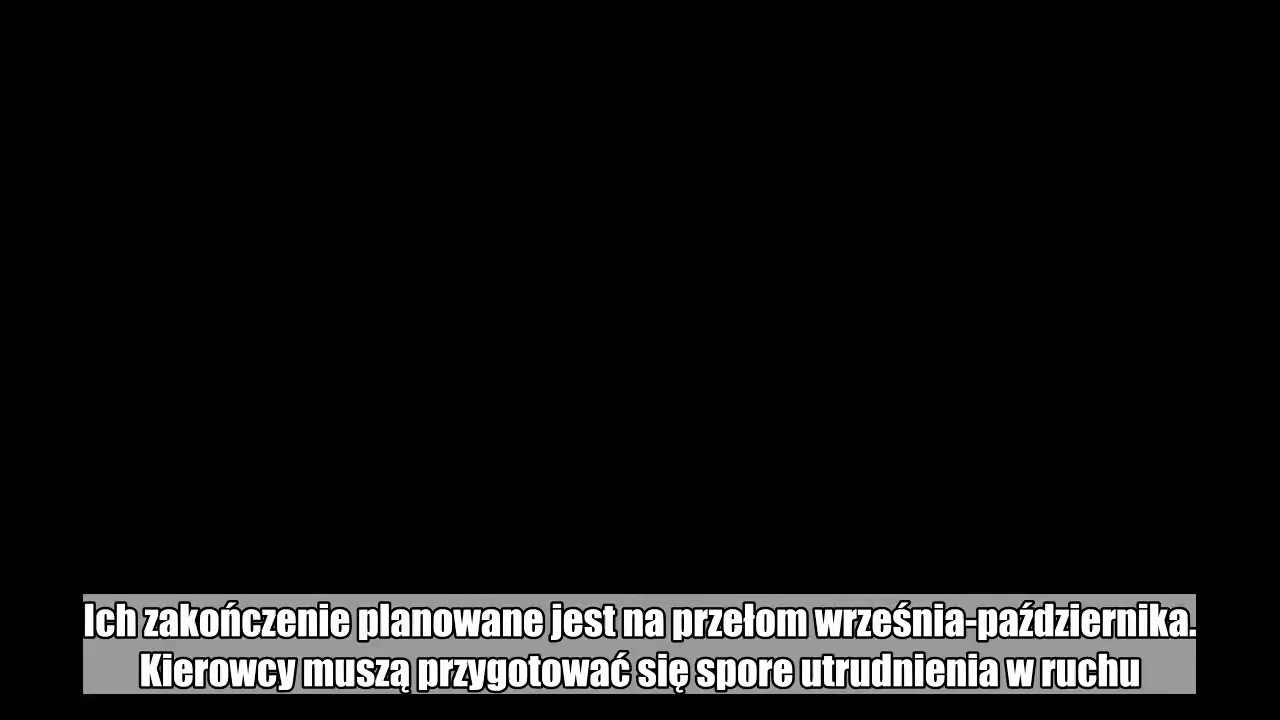 Ich zakończenie planowane jest na przełom września-października.
Kierowcy muszą przygotować się spore utrudnienia w ruchu